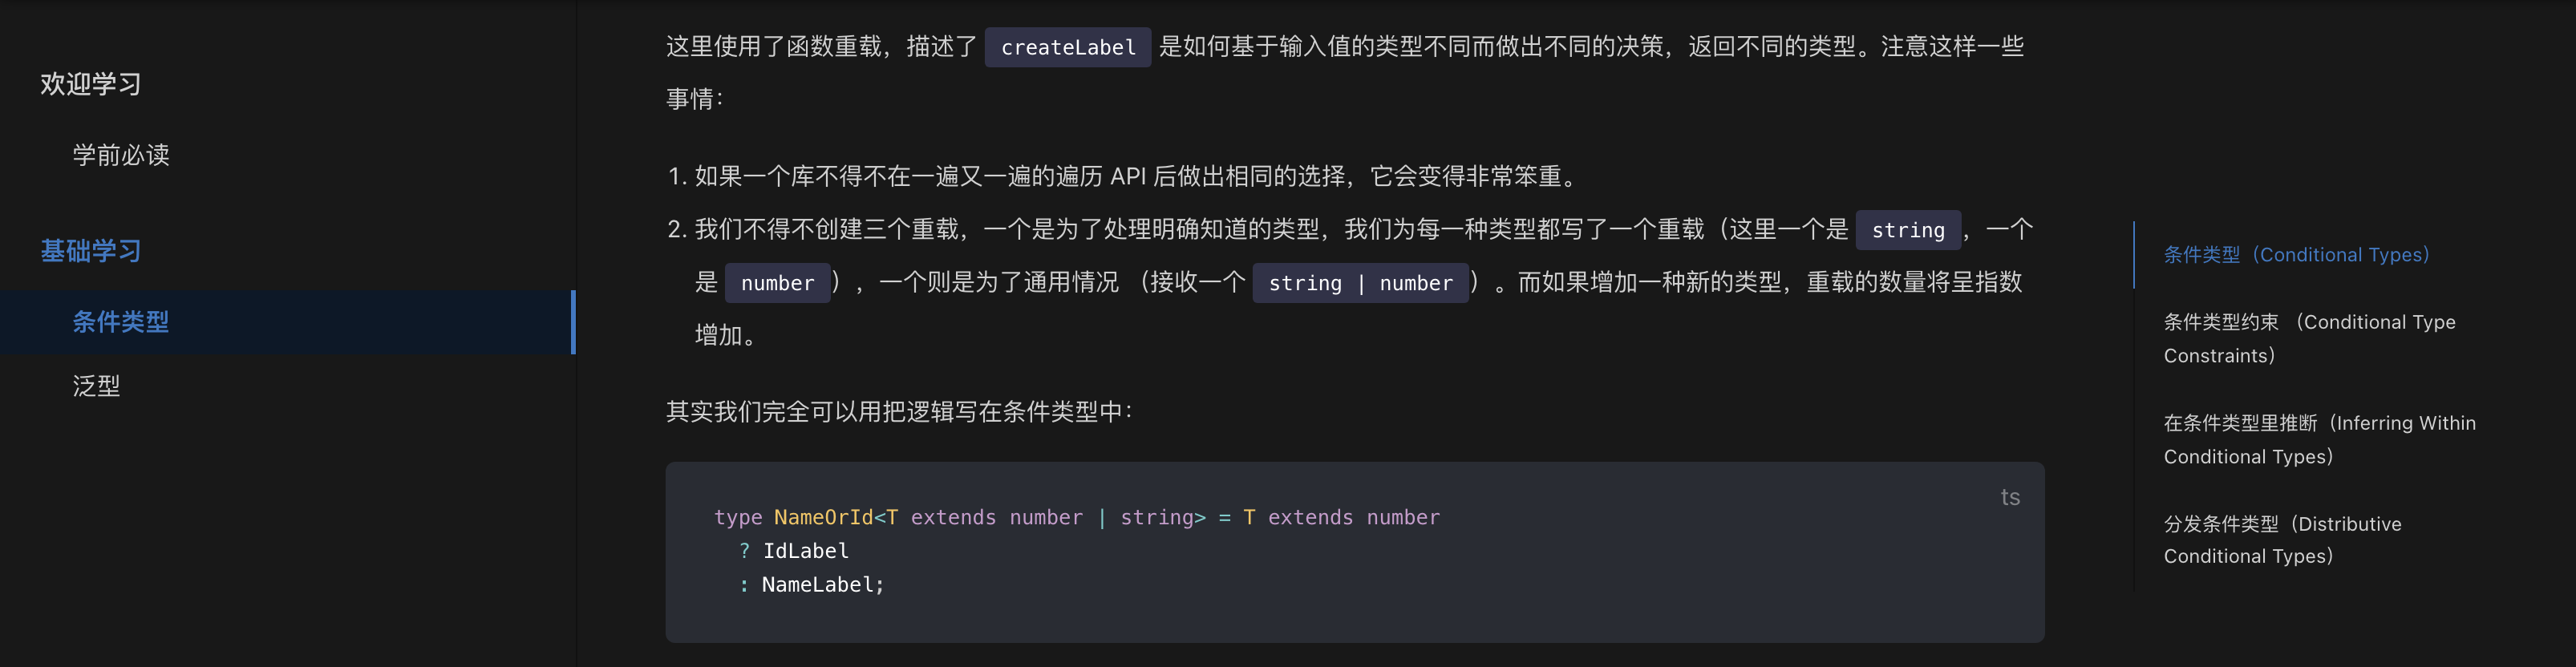 欢迎学习
学前必读
基础学习
条件类型
泛型
这里使用了函数重载，描述了 createLabel 是如何基于输入值的类型不同而做出不同的决策，返回不同的类型。注意这样一些
事情：
1. 如果一个库不得不在一遍又一遍的遍历 API 后做出相同的选择，它会变得非常笨重。
2. 我们不得不创建三个重载，一个是为了处理明确知道的类型，我们为每一种类型都写了一个重载（这里一个是 string，一个
是 number），一个则是为了通用情况 （接收一个 string | number）。而如果增加一种新的类型，重载的数量将呈指数
增加。
其实我们完全可以用把逻辑写在条件类型中：
ts
type NameOrId<T extends number | string> = T extends number
? IdLabel
: NameLabel;
条件类型（Conditional Types）
条件类型约束 （Conditional Type
Constraints）
在条件类型里推断（Inferring Within
Conditional Types）
分发条件类型（Distributive
Conditional Types）